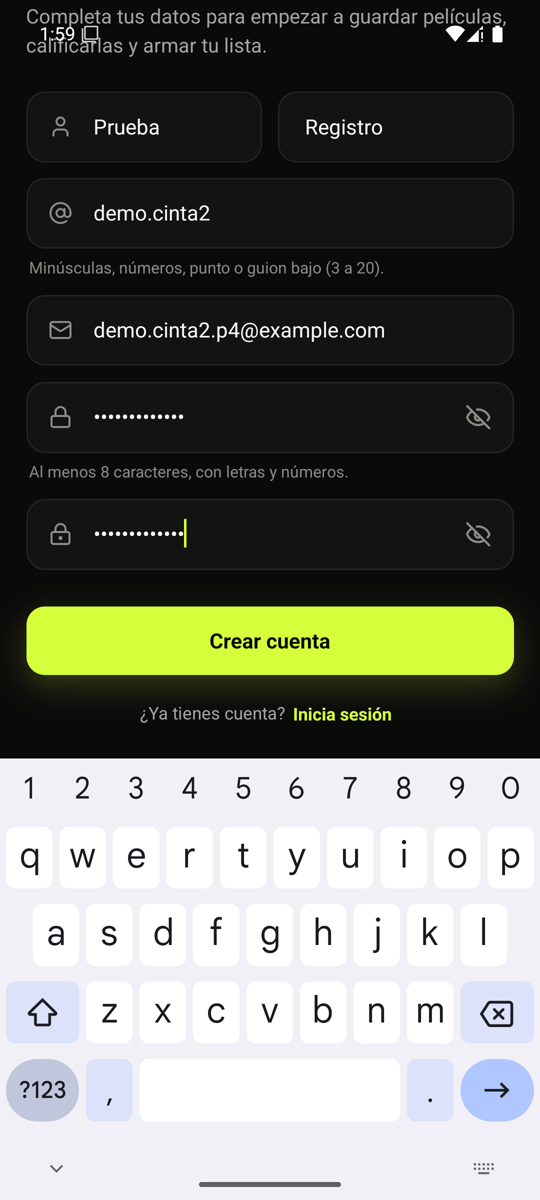 Completa tus datos para empezar a guardar películas,
1:59
calificarlas y armar tu lista.
Prueba
Registro
@ demo.cinta2
Minúsculas, números, punto o guion bajo (3 a 20).
demo.cinta2.p4@example.com
•••••••••••••
Al menos 8 caracteres, con letras y números.
•••••••••••••
Crear cuenta
¿Ya tienes cuenta? Inicia sesión
1 2 3 4 5 6 7 8 9 0
q w e r t y u i o p
a s d f g h j k l
z x c v b n m
?123 , .